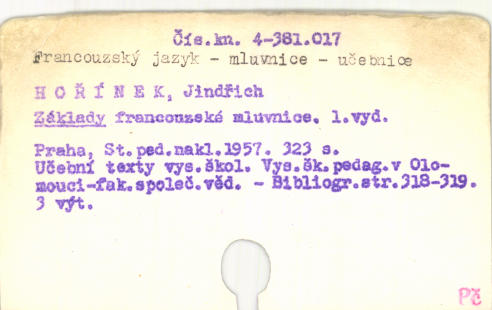 Čís.kn. 4-381.017
Francouzský jazyk - mluvnice - učebnice
H O Ř Í N E K, Jindřich
Základy francouzské mluvnice. 1.vyd.
Praha, St.ped.nakl.1957. 323 s.
Učební texty vys.škol. Vys.šk.pedag.v Olo-
mouci-fak.společ.věd. - Bibliogr.str.318-319.
3 výt.
Pč